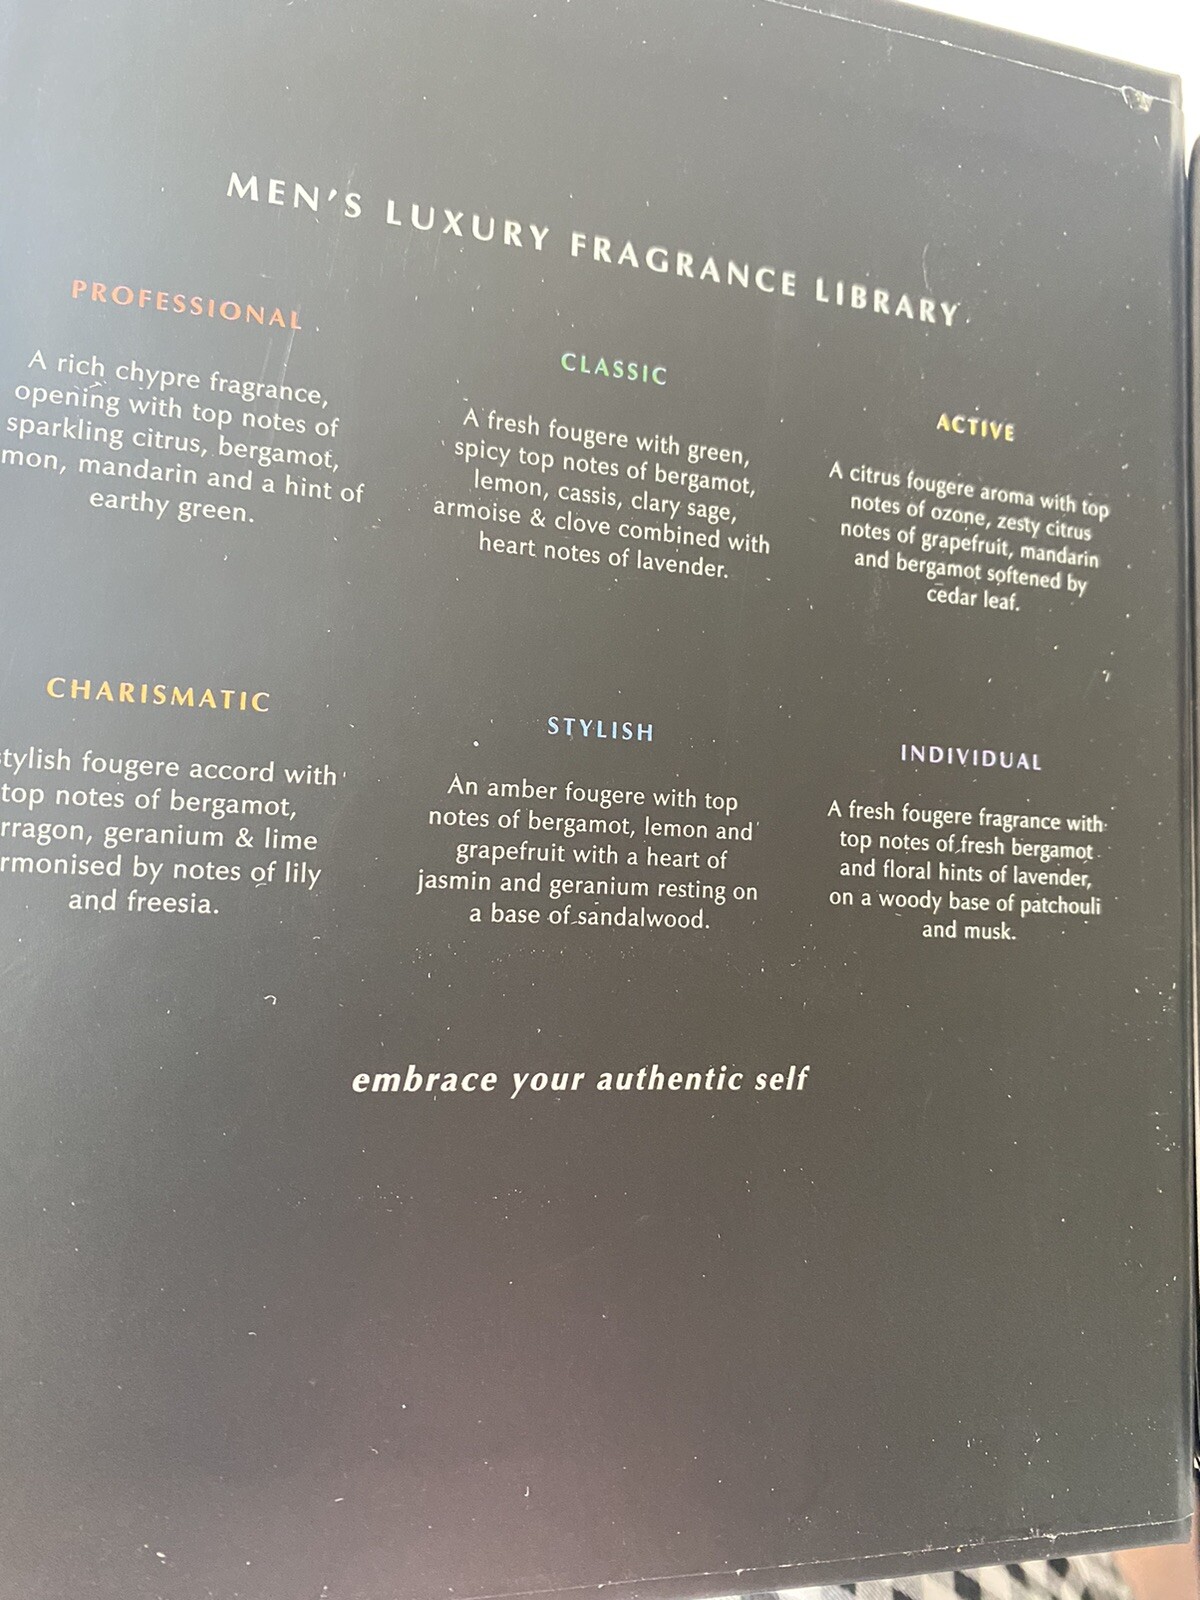 MEN'S LUXURY FRAGRANCE LIBRARY
PROFESSIONAL
A rich chypre fragrance,
opening with top notes of
sparkling citrus, bergamot,
mon, mandarin and a hint of
earthy green.
CLASSIC
A fresh fougere with green,
spicy top notes of bergamot,
lemon, cassis, clary sage,
armoise & clove combined with
heart notes of lavender.
ACTIVE
A citrus fougere aroma with top
notes of ozone, zesty citrus
notes of grapefruit, mandarin
and bergamot softened by
cedar leaf.
CHARISMATIC
stylish fougere accord with
top notes of bergamot,
rragon, geranium & lime
rmonised by notes of lily
and freesia.
STYLISH
An amber fougere with top
notes of bergamot, lemon and
grapefruit with a heart of
jasmin and geranium resting on
a base of sandalwood.
INDIVIDUAL
A fresh fougere fragrance with
top notes of fresh bergamot
and floral hints of lavender,
on a woody base of patchouli
and musk.
embrace your authentic self